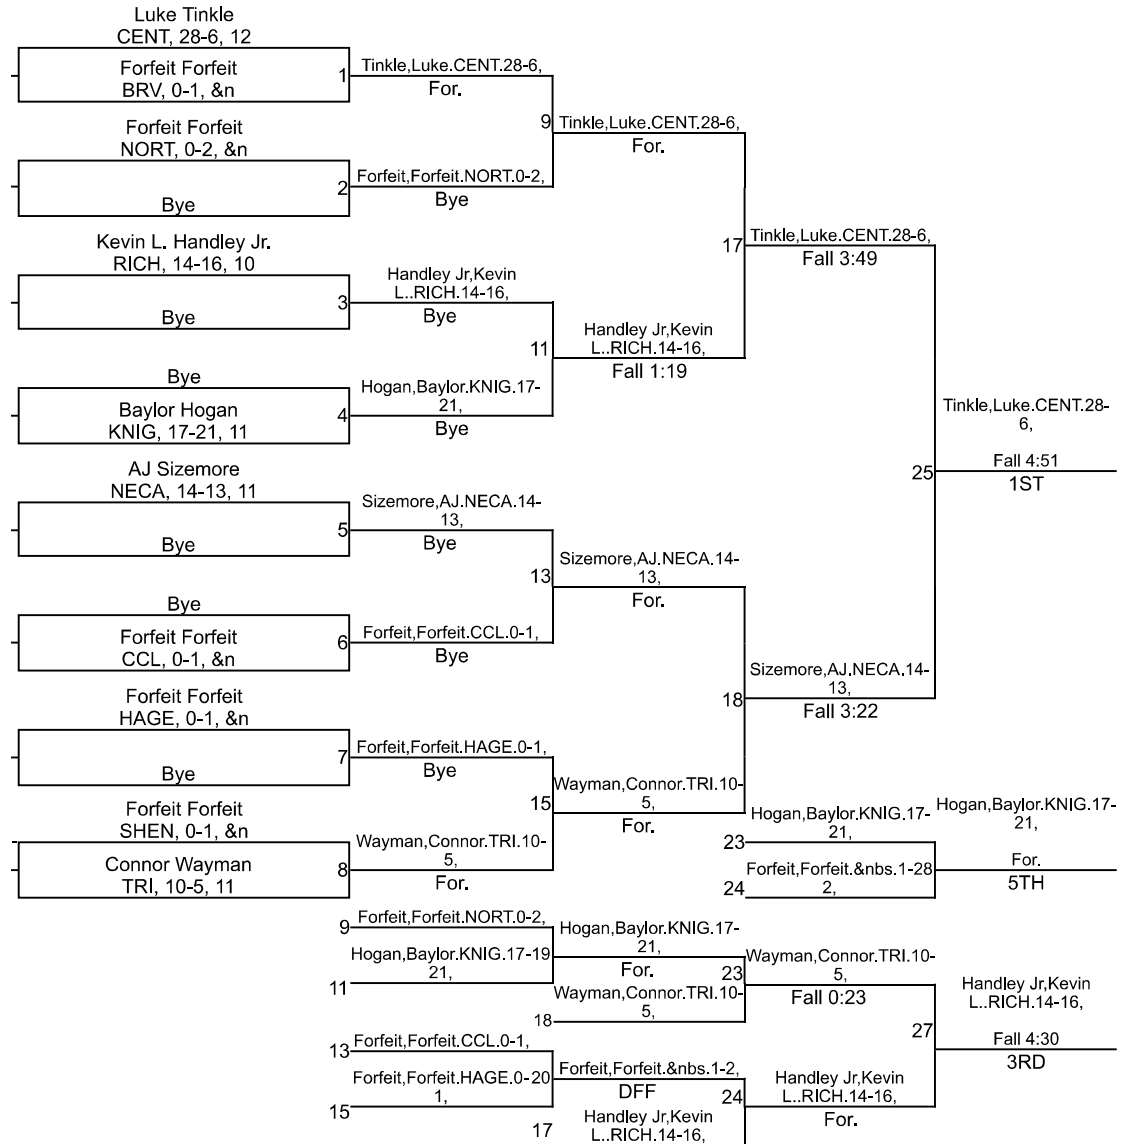 Luke Tinkle
CENT, 28-6, 12
Forfeit Forfeit
BRV, 0-1, &n
1
Tinkle,Luke.CENT.28-6,
For.
Forfeit Forfeit
NORT, 0-2, &n
9
Tinkle,Luke.CENT.28-6,
For.
Bye
2
Forfeit,Forfeit.NORT.0-2,
Bye
Kevin L. Handley Jr.
RICH, 14-16, 10
17
Tinkle,Luke.CENT.28-6,
Fall 3:49
Bye
3
Handley Jr,Kevin
L..RICH.14-16,
Bye
11
Handley Jr,Kevin
L..RICH.14-16,
Fall 1:19
Bye
Baylor Hogan
KNIG, 17-21, 11
4
Hogan,Baylor.KNIG.17-
21,
Bye
Tinkle,Luke.CENT.28-
6,
25
Fall 4:51
1ST
AJ Sizemore
NECA, 14-13, 11
Bye
5
Sizemore,AJ.NECA.14-
13,
Bye
13
Sizemore,AJ.NECA.14-
13,
For.
Bye
Forfeit Forfeit
CCL, 0-1, &n
6
Forfeit,Forfeit.CCL.0-1,
Bye
18
Sizemore,AJ.NECA.14-
13,
Fall 3:22
Forfeit Forfeit
HAGE, 0-1, &n
Bye
7
Forfeit,Forfeit.HAGE.0-1,
Bye
15
Wayman,Connor.TRI.10-
5,
For.
Forfeit Forfeit
SHEN, 0-1, &n
Connor Wayman
TRI, 10-5, 11
8
Wayman,Connor.TRI.10-
5,
For.
23
Hogan,Baylor.KNIG.17-
21,
24
Forfeit,Forfeit.&nbs.1-28
2,
Hogan,Baylor.KNIG.17-
21,
For.
5TH
9
Forfeit,Forfeit.NORT.0-2,
11
Hogan,Baylor.KNIG.17-19
21,
Hogan,Baylor.KNIG.17-
21,
For.
18
Wayman,Connor.TRI.10-
5,
23
Wayman,Connor.TRI.10-
5,
Fall 0:23
27
Handley Jr,Kevin
L..RICH.14-16,
Fall 4:30
3RD
13
Forfeit,Forfeit.CCL.0-1,
15
Forfeit,Forfeit.HAGE.0-20
1,
Forfeit,Forfeit.&nbs.1-2,
DFF
17
Handley Jr,Kevin
L..RICH.14-16,
24
Handley Jr,Kevin
L..RICH.14-16,
For.